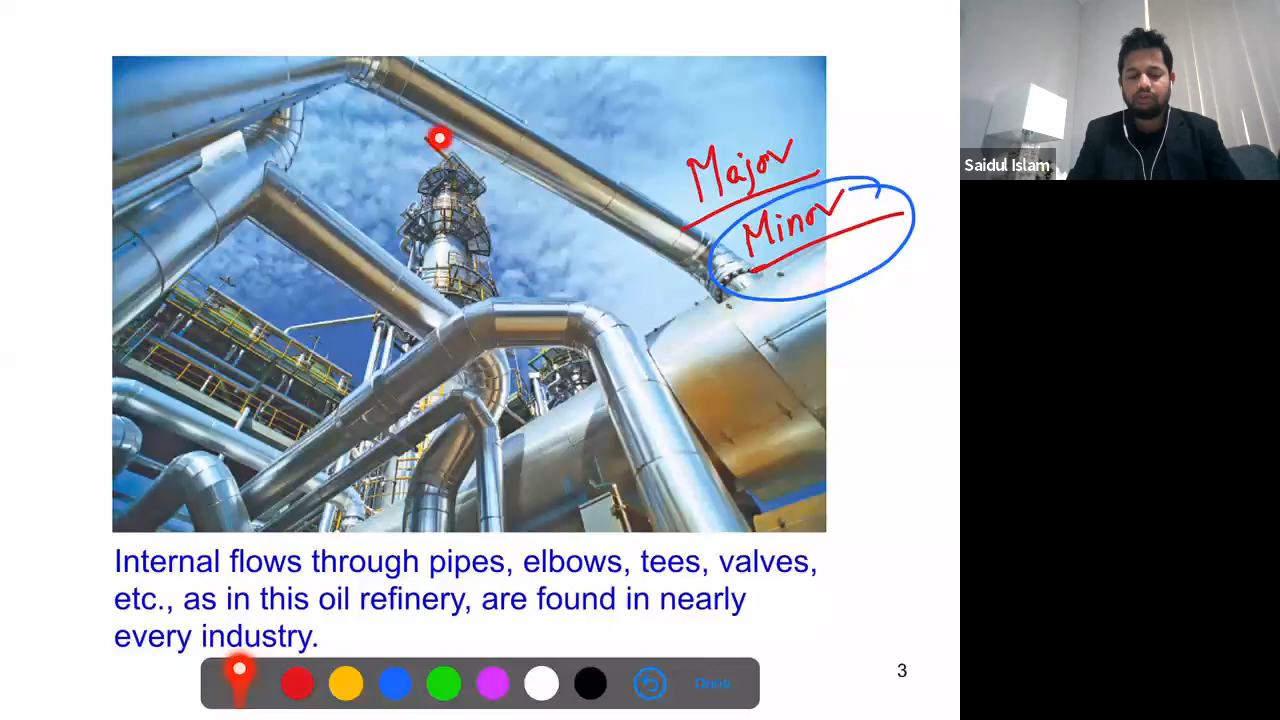 Major
Minor
Saidul Islam
Internal flows through pipes, elbows, tees, valves,
etc., as in this oil refinery, are found in nearly
every industry.
3
Done